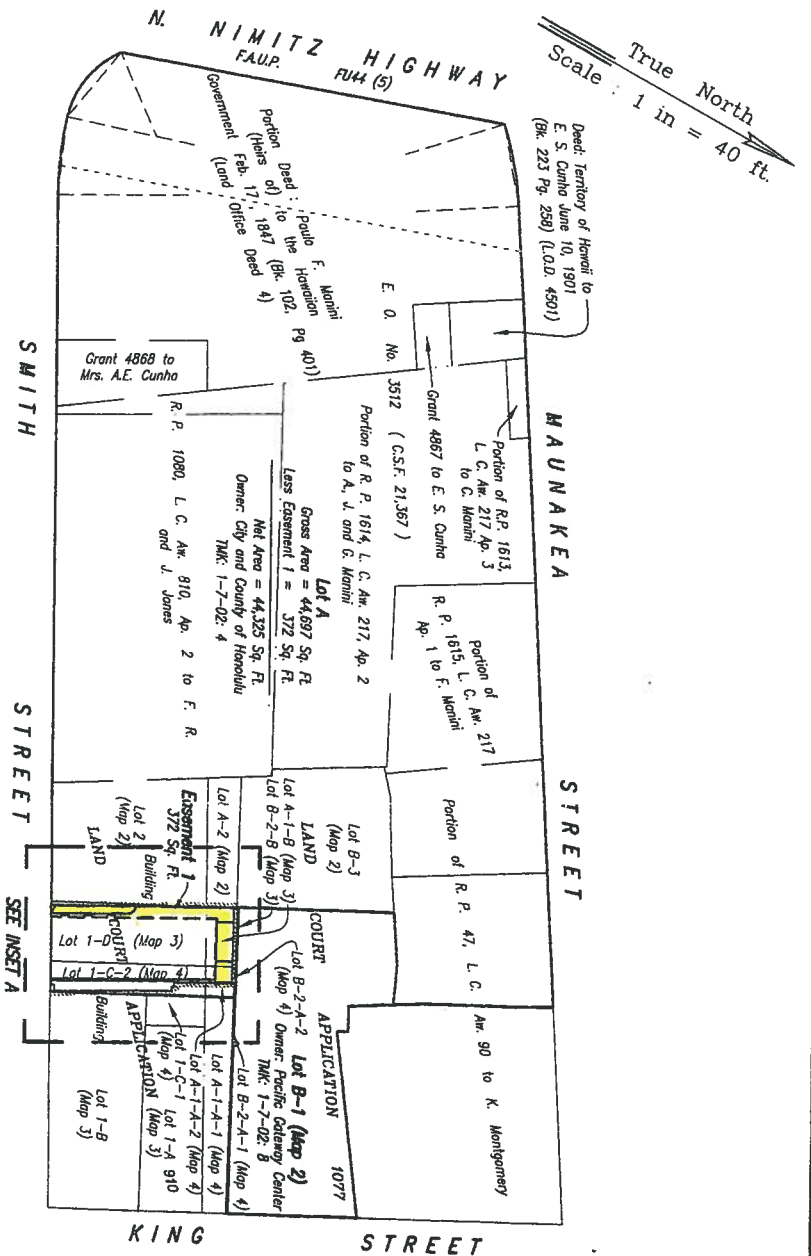 N. NIMITZ HIGHWAY
F.A.U.P. FU44 (5)
True North
Scale : 1 in = 40 ft.
Deed: Territory of Hawaii to
E. S. Cunha June 10, 1901
(Bk. 223 Pg. 258) (L.O.D. 4501)
Portion Deed : Paulo F. Manini
(Heirs of) to the Hawaiian
Government Feb. 17, 1847 (Bk. 102, Pg 401)
(Land Office Deed 4)
E. O. No. 3512 ( C.S.F. 21,367 )
Grant 4867 to E. S. Cunha
Portion of R.P. 1613,
L. C. Aw. 217 Ap. 3
to C. Manini
MAUNAKEA STREET
SMITH STREET
Grant 4868 to
Mrs. A.E. Cunha
R. P. 1080, L. C. Aw. 810, Ap. 2 to F. R.
and J. Jones
Portion of R. P. 1614, L. C. Aw. 217, Ap. 2
to A, J. and G. Manini
Lot A
Gross Area = 44,697 Sq. Ft.
Less Easement 1 = 372 Sq. Ft.
Net Area = 44,325 Sq. Ft.
Owner: City and County of Honolulu
TMK: 1-7-02: 4
Portion of
R. P. 1615, L. C. Aw. 217
Ap. 1 to F. Manini
Portion of R. P. 47, L. C. Aw. 90 to K. Montgomery
Lot B-3
(Map 2)
LAND COURT APPLICATION 1077
Lot A-1-B (Map 3)
Lot B-2-B (Map 3)
Lot A-2 (Map 2)
Easement 1
372 Sq. Ft.
Lot 2
(Map 2)
LAND COURT APPLICATION 910
Building
Lot 1-D (Map 3)
Lot 1-C-2 (Map 4)
Building
SEE INSET A
Lot B-2-A-2 (Map 4)
Lot B-1 (Map 2)
Owner: Pacific Gateway Center
TMK: 1-7-02: 8
Lot B-2-A-1 (Map 4)
Lot A-1-A-1 (Map 4)
Lot A-1-A-2 (Map 4)
Lot 1-C-1
(Map 4)
Lot 1-A
(Map 3)
Lot 1-B
(Map 3)
KING STREET